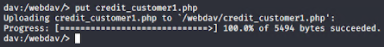 dav:/webdav/> put credit_customer1.php
Uploading credit_customer1.php to `/webdav/credit_customer1.php':
Progress: [=============================>] 100.0% of 5494 bytes succeeded.
dav:/webdav/>